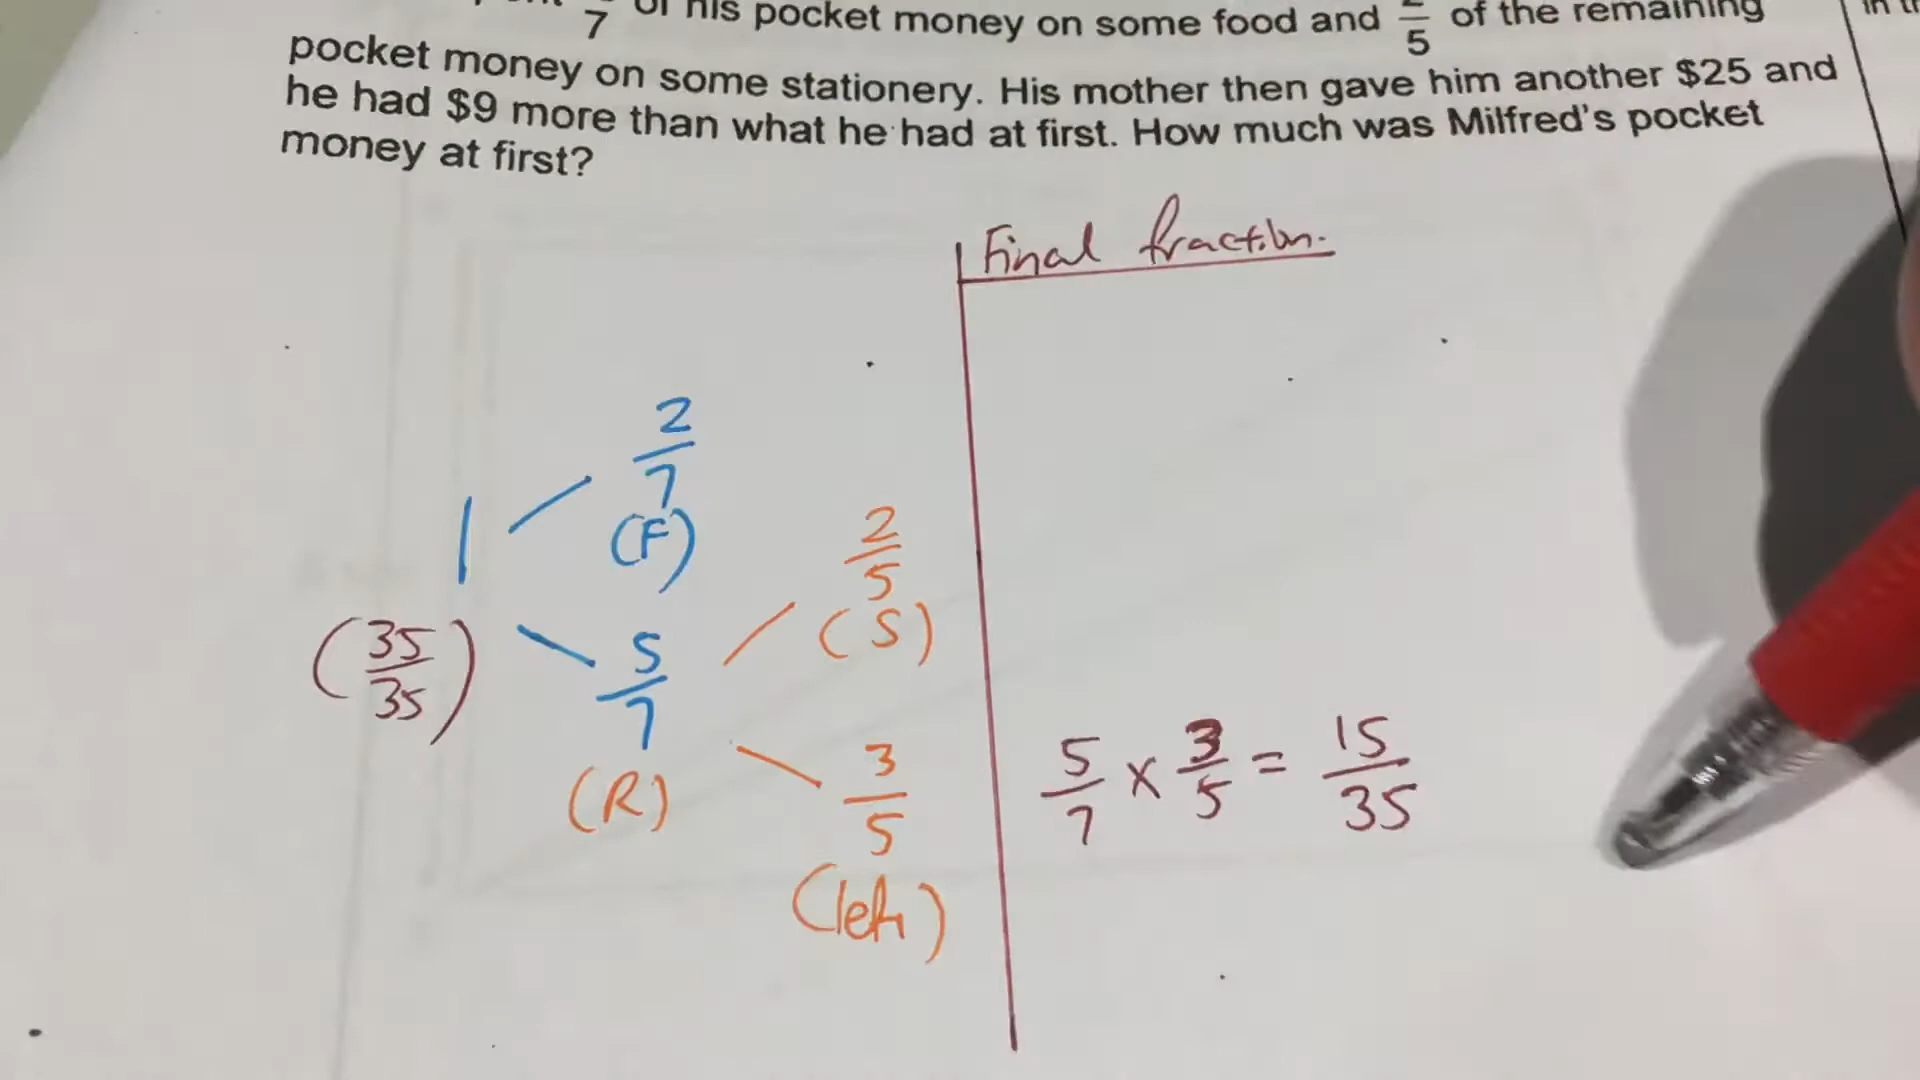 7 of his pocket money on some food and 5 of the remaining
pocket money on some stationery. His mother then gave him another $25 and
he had $9 more than what he had at first. How much was Milfred's pocket
money at first?
Final fraction.
2/7
(F)
1
2/5
(S)
(35/35)
5/7
(R)
3/5
(left)
5/7 x 3/5 = 15/35